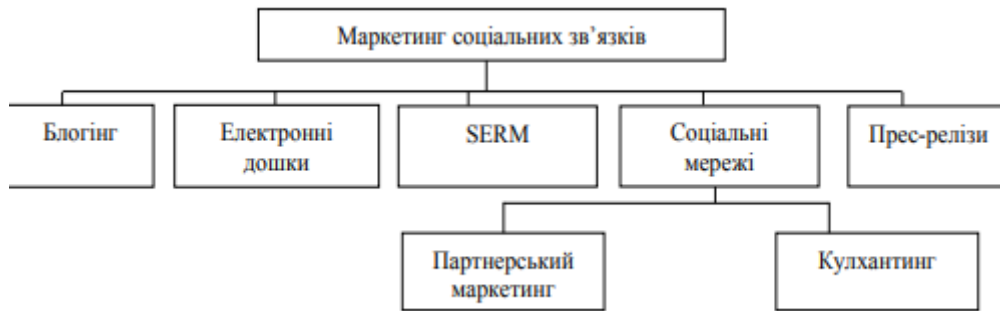 Маркетинг соціальних зв’язків
Блогінг
Електронні
дошки
SERM
Соціальні
мережі
Прес-релізи
Партнерський
маркетинг
Кулхантинг